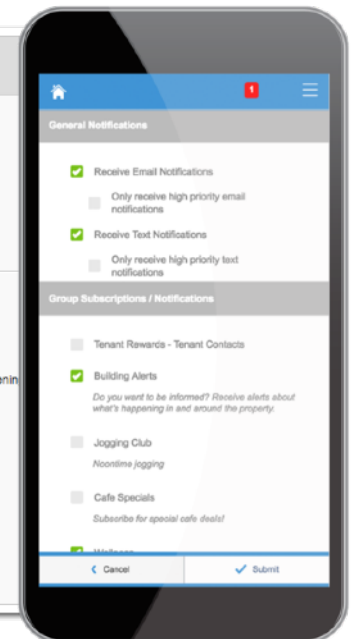 1
General Notifications
Receive Email Notifications
Only receive high priority email
notifications
Receive Text Notifications
Only receive high priority text
notifications
Group Subscriptions / Notifications
Tenant Rewards - Tenant Contacts
Building Alerts
Do you want to be informed? Receive alerts about
what's happening in and around the property.
Jogging Club
Noontime jogging
Cafe Specials
Subscribe for special cafe deals!
Wellness
Cancel
Submit